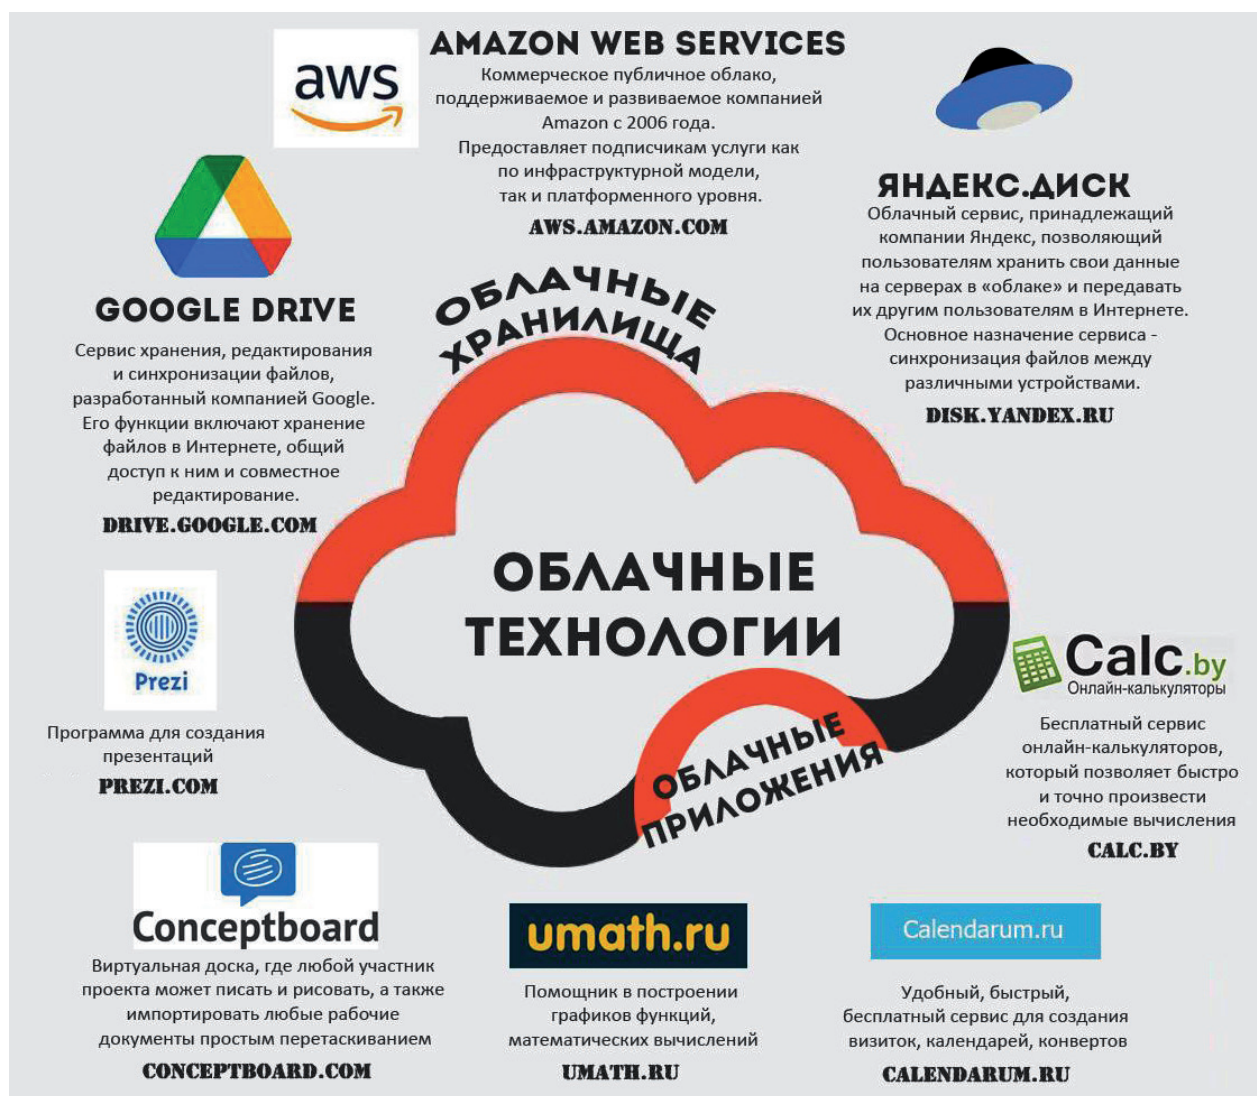 aws
AMAZON WEB SERVICES
Коммерческое публичное облако,
поддерживаемое и развиваемое компанией
Amazon с 2006 года.
Предоставляет подписчикам услуги как
по инфраструктурной модели,
так и платформенного уровня.
AWS.AMAZON.COM
ЯНДЕКС.ДИСК
Облачный сервис, принадлежащий
компании Яндекс, позволяющий
пользователям хранить свои данные
на серверах в «облаке» и передавать
их другим пользователям в Интернете.
Основное назначение сервиса -
синхронизация файлов между
различными устройствами.
DISK.YANDEX.RU
GOOGLE DRIVE
Сервис хранения, редактирования
и синхронизации файлов,
разработанный компанией Google.
Его функции включают хранение
файлов в Интернете, общий
доступ к ним и совместное
редактирование.
DRIVE.GOOGLE.COM
ОБЛАЧНЫЕ
ХРАНИЛИЩА
ОБЛАЧНЫЕ
ТЕХНОЛОГИИ
ОБЛАЧНЫЕ
ПРИЛОЖЕНИЯ
Prezi
Программа для создания
презентаций
PREZI.COM
Calc.by
Онлайн-калькуляторы
Бесплатный сервис
онлайн-калькуляторов,
который позволяет быстро
и точно произвести
необходимые вычисления
CALC.BY
Conceptboard
Виртуальная доска, где любой участник
проекта может писать и рисовать, а также
импортировать любые рабочие
документы простым перетаскиванием
CONCEPTBOARD.COM
umath.ru
Помощник в построении
графиков функций,
математических вычислений
UMATH.RU
Calendarum.ru
Удобный, быстрый,
бесплатный сервис для создания
визиток, календарей, конвертов
CALENDARUM.RU